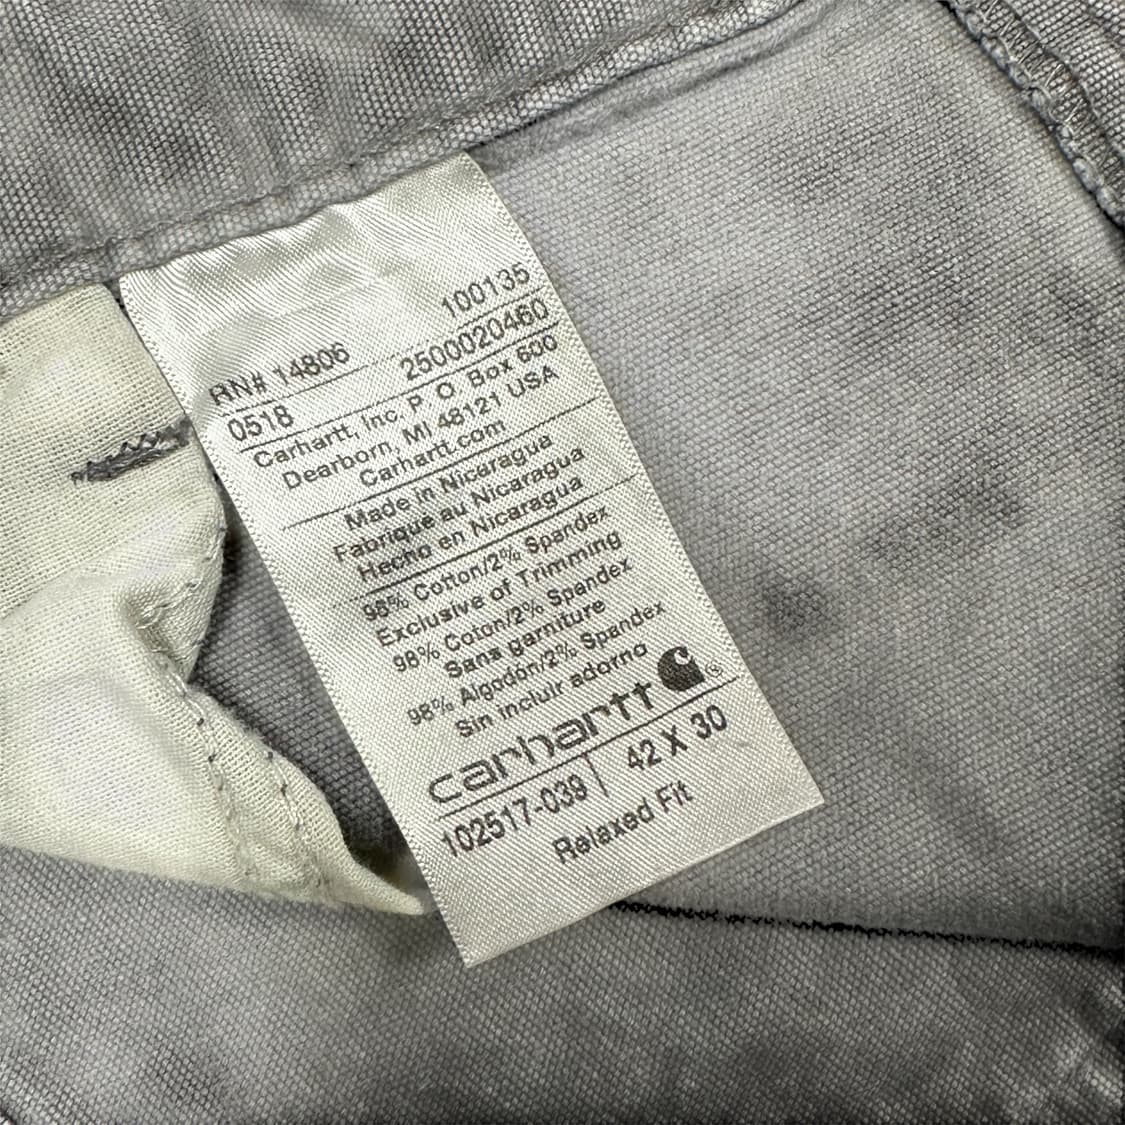 100135
RN# 14806 2500020460
0518 Carhartt, Inc. P. O. Box 600
Dearborn, MI 48121 USA
Carhartt.com
Made in Nicaragua
Fabrique au Nicaragua
Hecho en Nicaragua
98% Cotton/2% Spandex
Exclusive of Trimming
98% Coton/2% Spandex
Sans garniture
98% Algodon/2% Spandex
Sin incluir adorno
carhartt
102517-039 | 42 X 30
Relaxed Fit